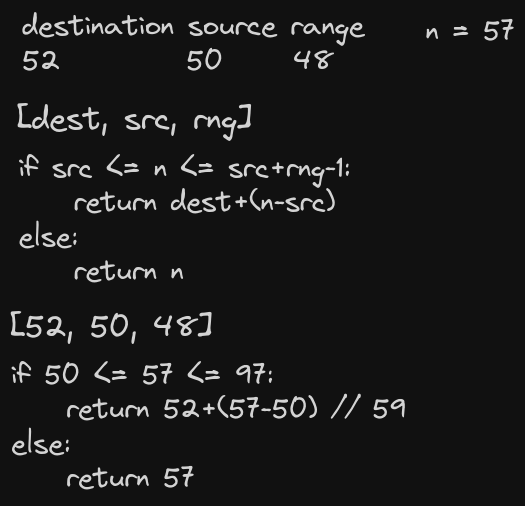 destination source range n = 57
52 50 48
[dest, src, rng]
if src <= n <= src+rng-1:
return dest+(n-src)
else:
return n
[52, 50, 48]
if 50 <= 57 <= 97:
return 52+(57-50) // 59
else:
return 57